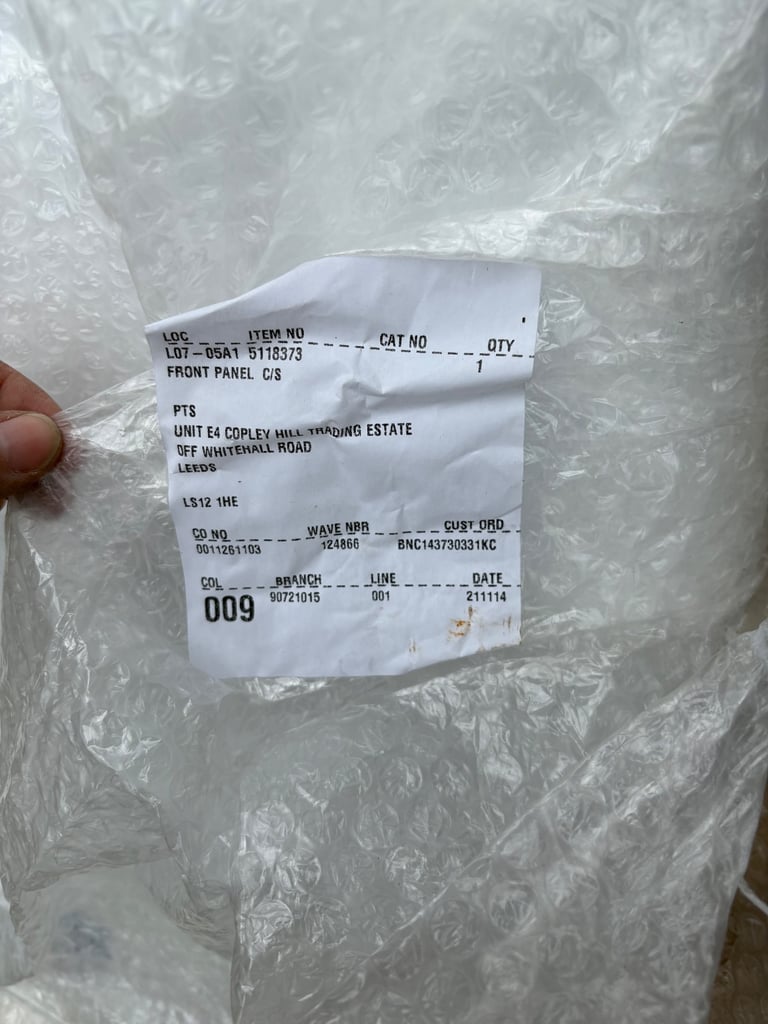 LOC ITEM NO CAT NO QTY
L07-05A1 5118373 1
FRONT PANEL C/S
PTS
UNIT E4 COPLEY HILL TRADING ESTATE
OFF WHITEHALL ROAD
LEEDS
LS12 1HE
CO NO WAVE NBR CUST ORD
0011261103 124866 BNC143730331KC
COL BRANCH LINE DATE
009 90721015 001 211114